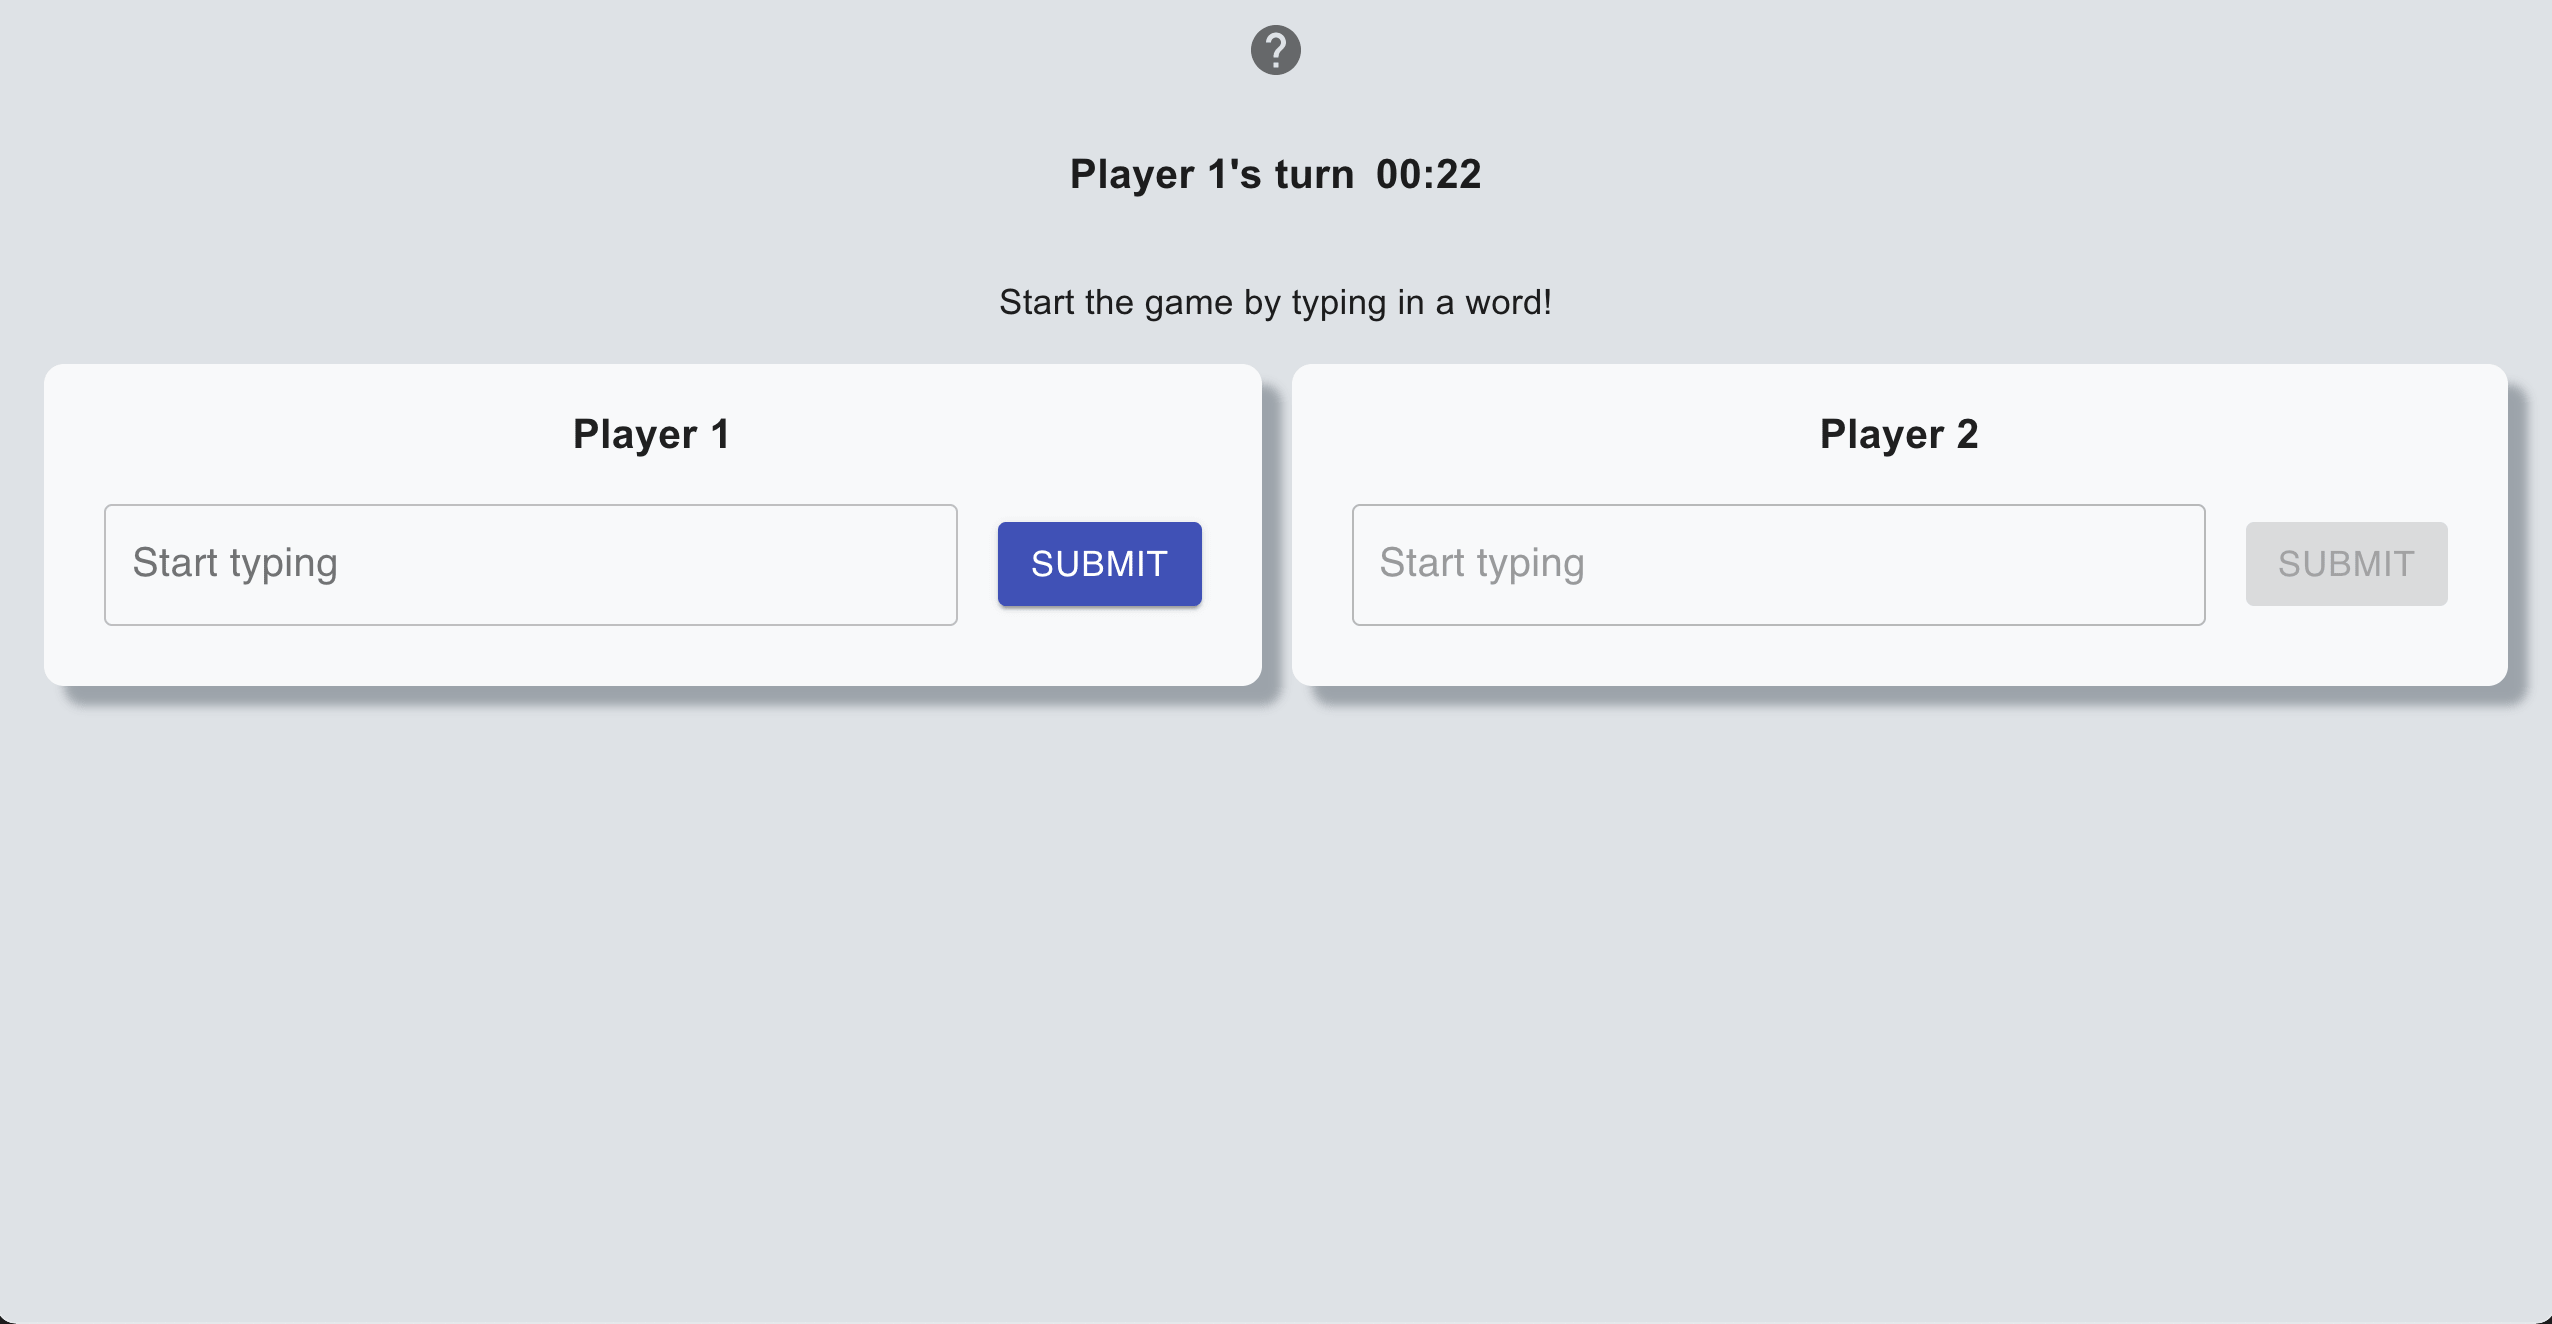 ?
Player 1's turn 00:22
Start the game by typing in a word!
Player 1
Start typing
SUBMIT
Player 2
Start typing
SUBMIT